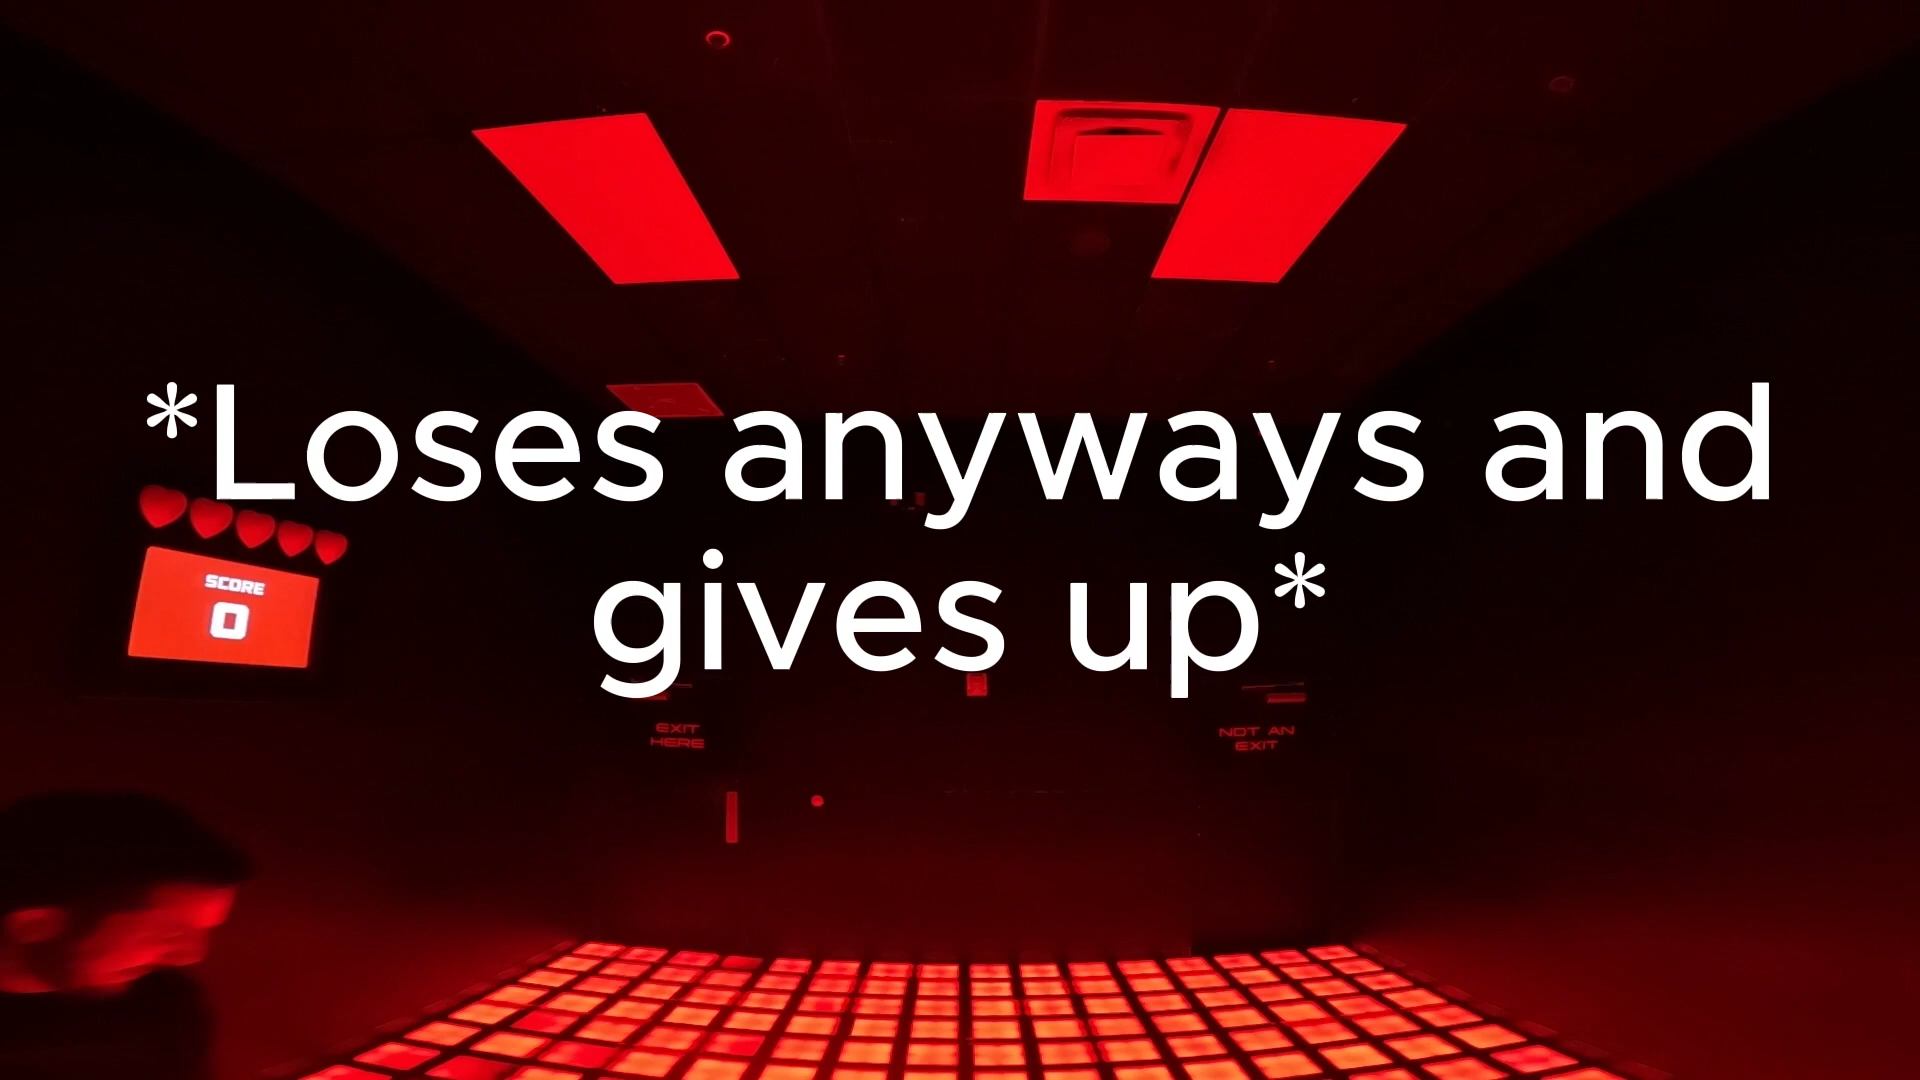 *Loses anyways and
gives up*
SCORE
0
EXIT
HERE
NOT AN
EXIT